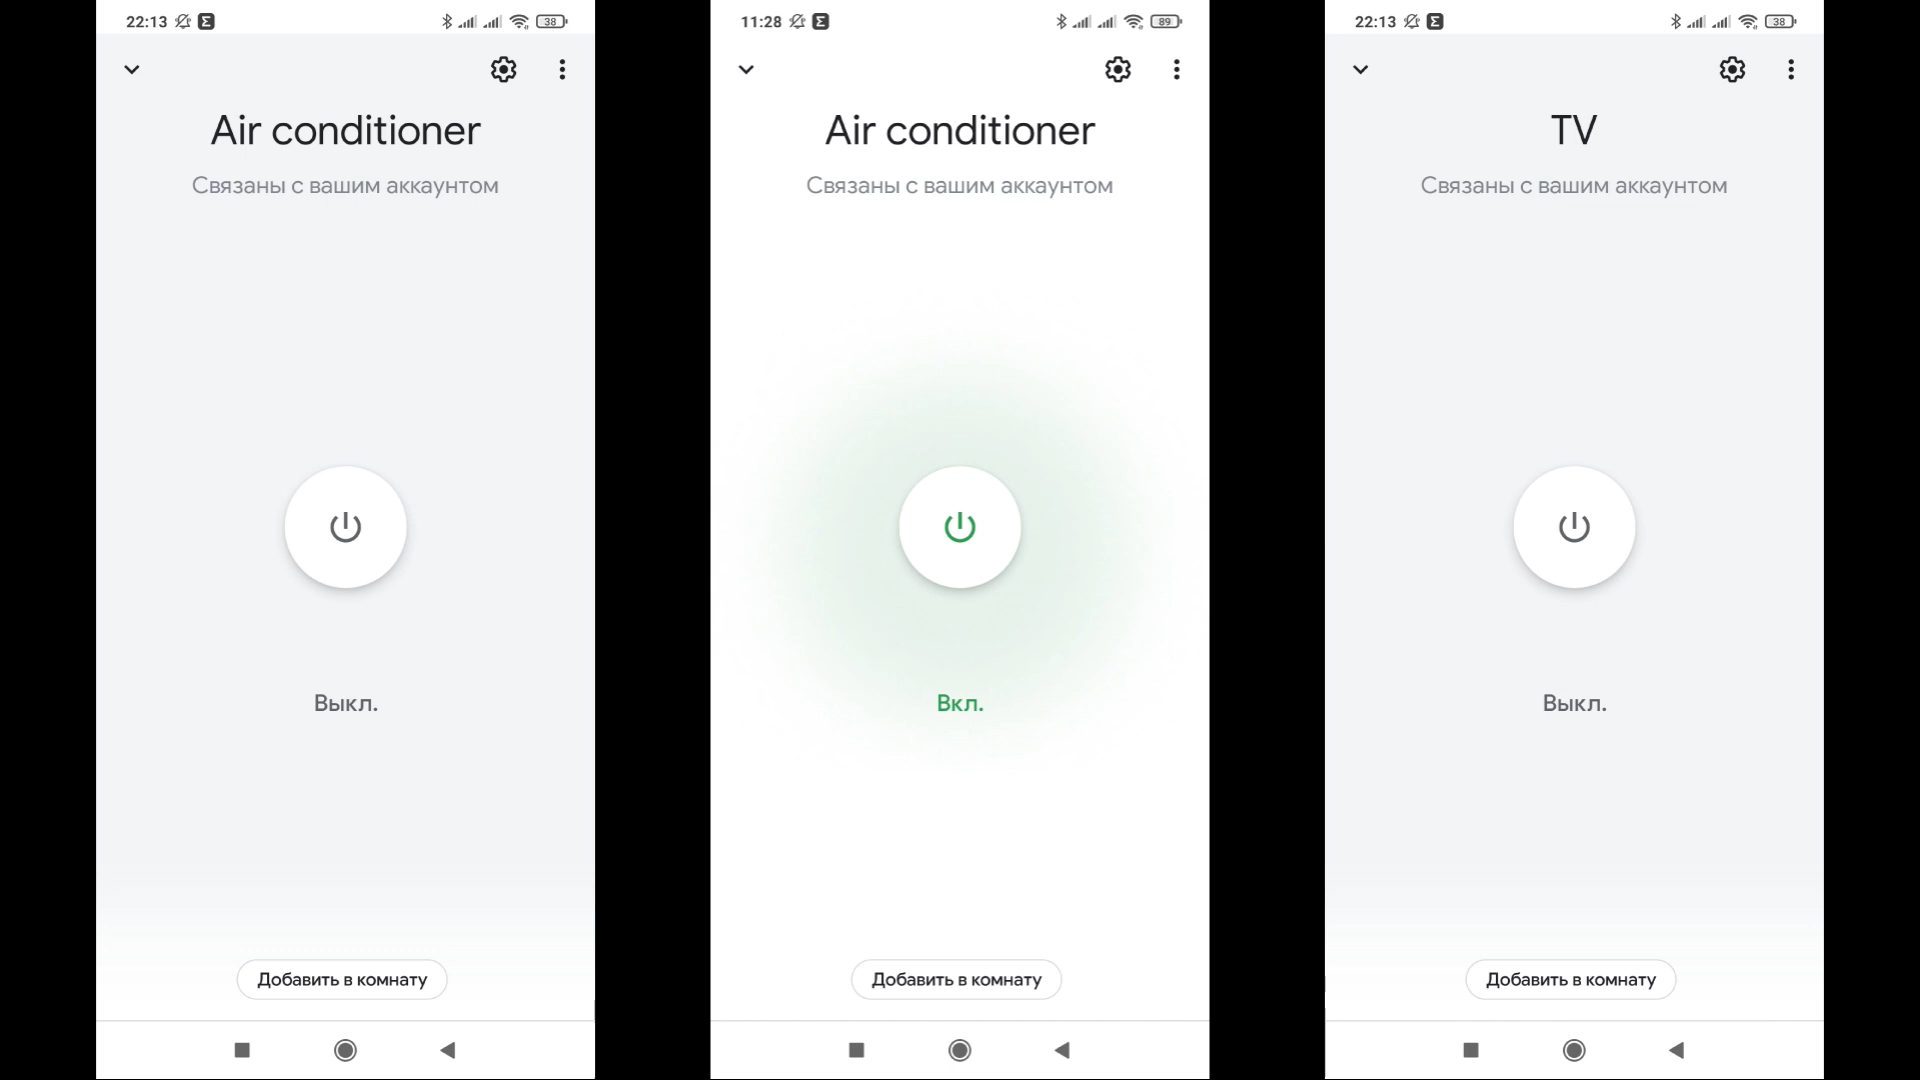 22:13
38
Air conditioner
Связаны с вашим аккаунтом
Выкл.
Добавить в комнату
11:28
89
Air conditioner
Связаны с вашим аккаунтом
Вкл.
Добавить в комнату
22:13
38
TV
Связаны с вашим аккаунтом
Выкл.
Добавить в комнату